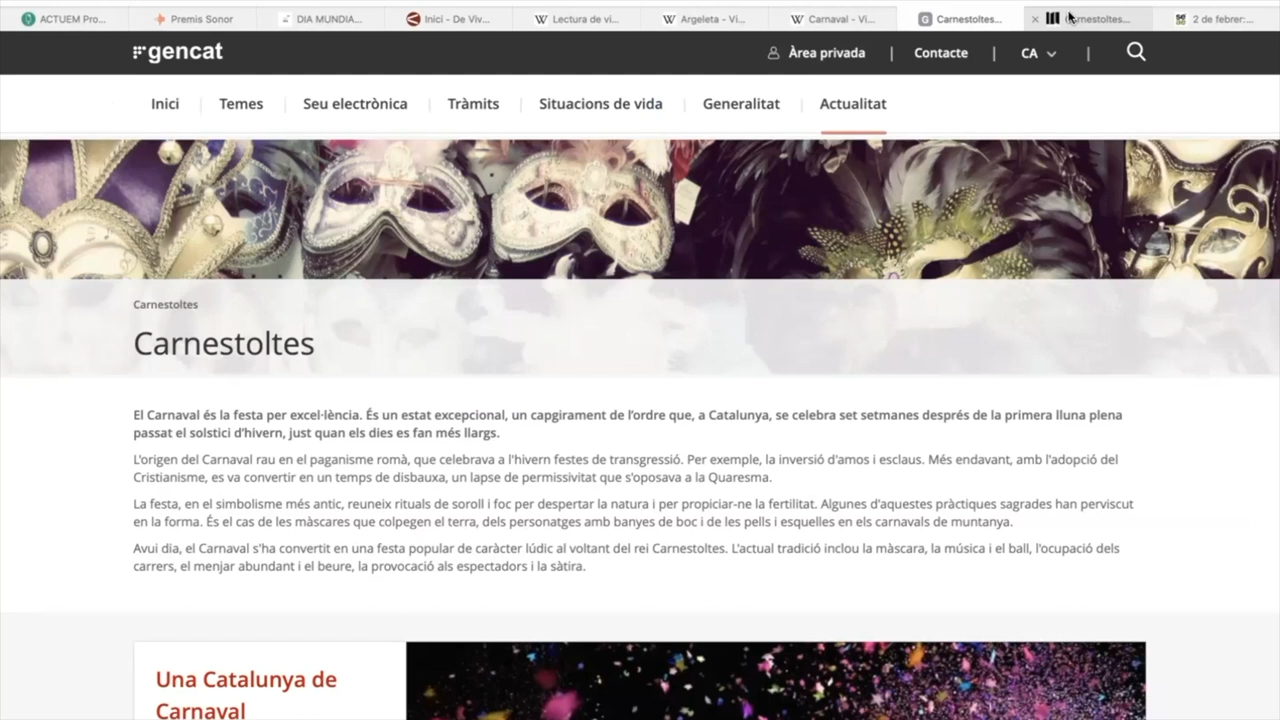 ACTUEM Pro...
Premis Sonor
DIA MUNDIA...
Inici - De Viv...
Lectura de vi...
Argeleta - Vi...
Carnaval - Vi...
Carnestoltes...
rnestoltes...
2 de febrer:...
gencat
Àrea privada | Contacte | CA |
Inici
Temes
Seu electrònica
Tràmits
Situacions de vida
Generalitat
Actualitat
Carnestoltes
Carnestoltes
El Carnaval és la festa per excel·lència. És un estat excepcional, un capgirament de l'ordre que, a Catalunya, se celebra set setmanes després de la primera lluna plena
passat el solstici d'hivern, just quan els dies es fan més llargs.
L'origen del Carnaval rau en el paganisme romà, que celebrava a l'hivern festes de transgressió. Per exemple, la inversió d'amos i esclaus. Més endavant, amb l'adopció del
Cristianisme, es va convertir en un temps de disbauxa, un lapse de permissivitat que s'oposava a la Quaresma.
La festa, en el simbolisme més antic, reuneix rituals de soroll i foc per despertar la natura i per propiciar-ne la fertilitat. Algunes d'aquestes pràctiques sagrades han perviscut
en la forma. És el cas de les màscares que colpegen el terra, dels personatges amb banyes de boc i de les pells i esquelles en els carnavals de muntanya.
Avui dia, el Carnaval s'ha convertit en una festa popular de caràcter lúdic al voltant del rei Carnestoltes. L'actual tradició inclou la màscara, la música i el ball, l'ocupació dels
carrers, el menjar abundant i el beure, la provocació als espectadors i la sàtira.
Una Catalunya de
Carnaval